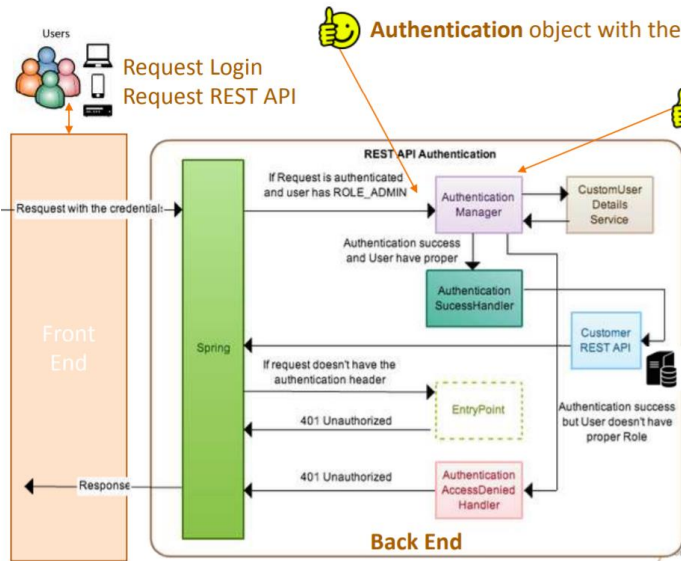 Users
Request Login
Request REST API
Authentication object with the
REST API Authentication
If Request is authenticated
and user has ROLE_ADMIN
Authentication
Manager
CustomUser
Details
Service
Resquest with the credentials
Authentication success
and User have proper
Authentication
SucessHandler
Front
End
Spring
Customer
REST API
If request doesn't have the
authentication header
EntryPoint
401 Unauthorized
Authentication success
but User doesn't have
proper Role
Response
401 Unauthorized
Authentication
AccessDenied
Handler
Back End